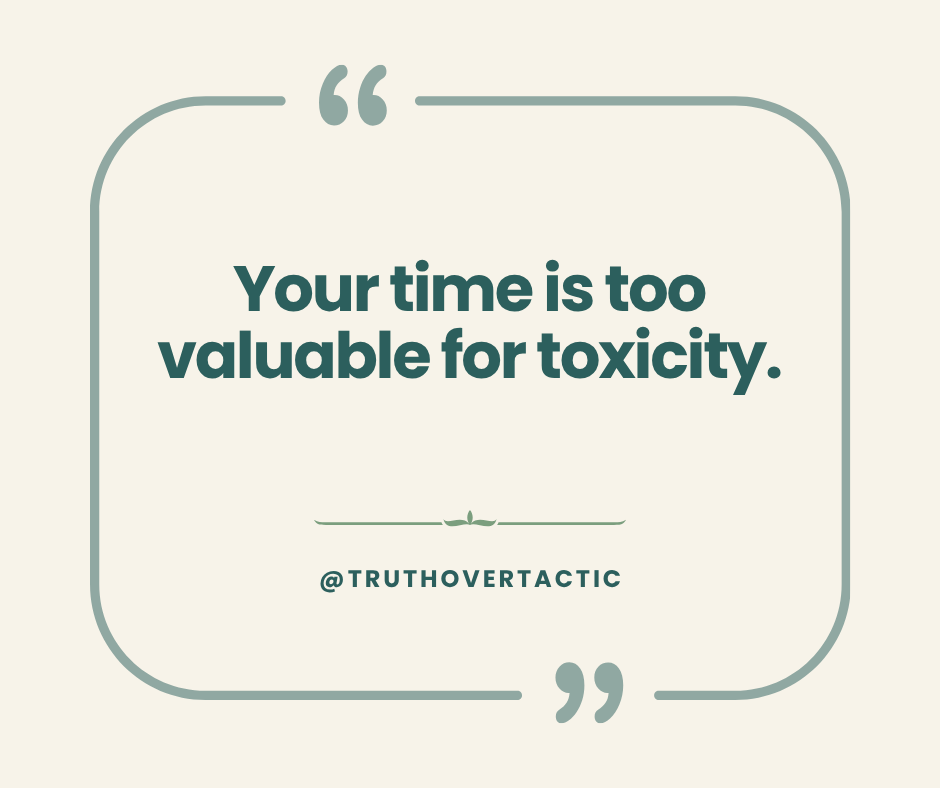 “
Your time is too
valuable for toxicity.
@TRUTHOVERTACTIC
”